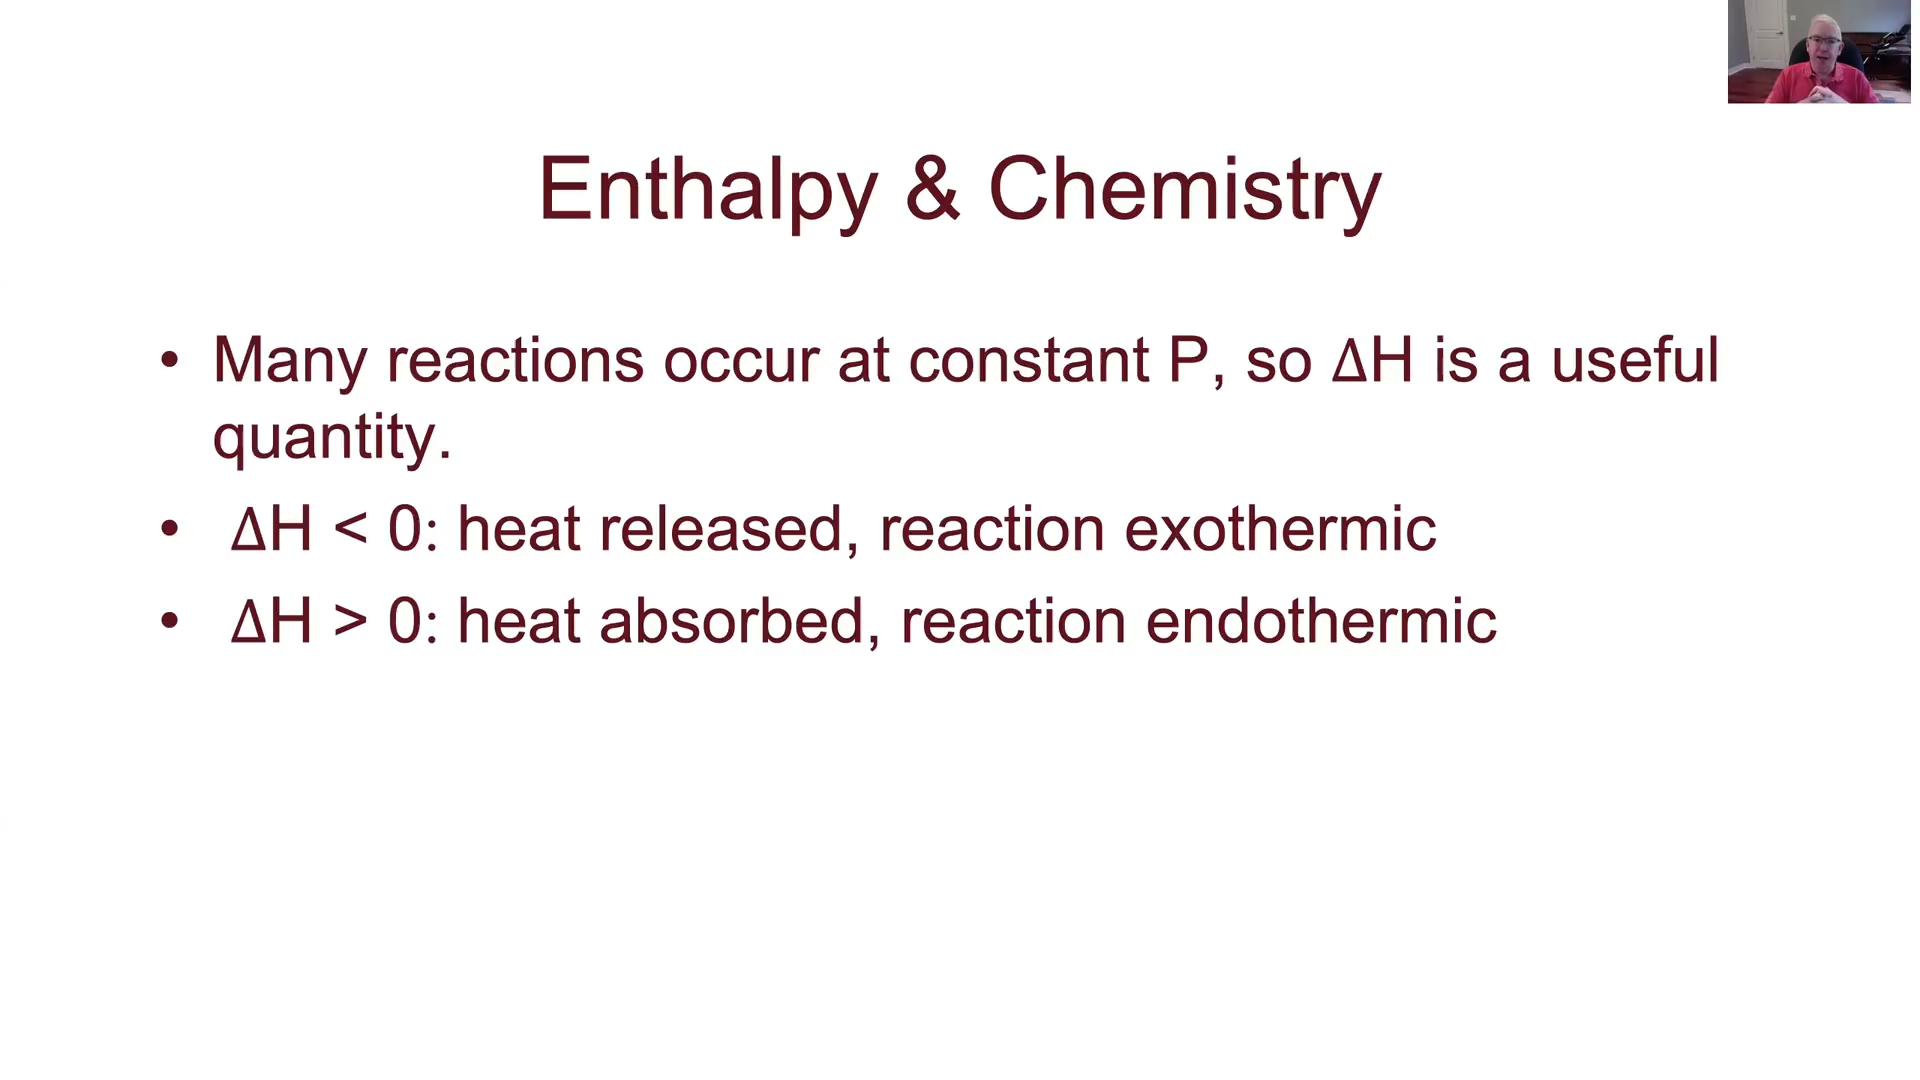 Enthalpy & Chemistry
• Many reactions occur at constant P, so ΔH is a useful
quantity.
• ΔH < 0: heat released, reaction exothermic
• ΔH > 0: heat absorbed, reaction endothermic